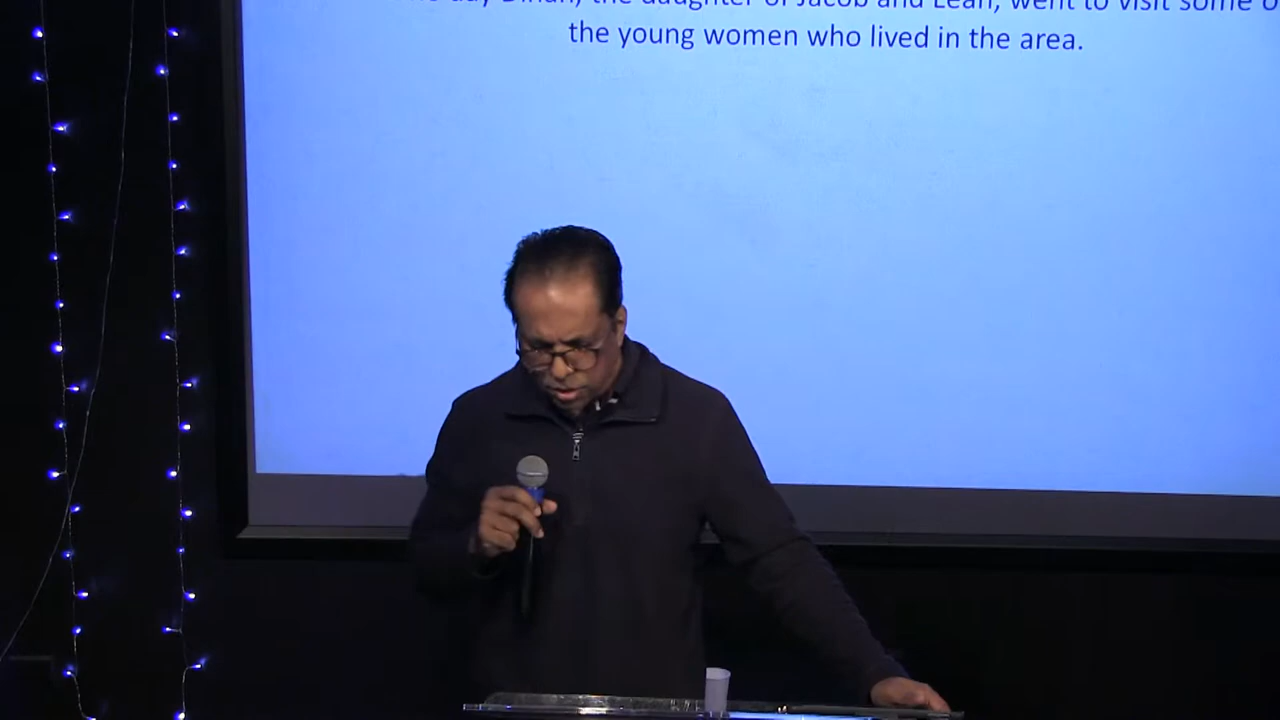 day Dinah, the daughter of Jacob and Leah, went to visit some
the young women who lived in the area.